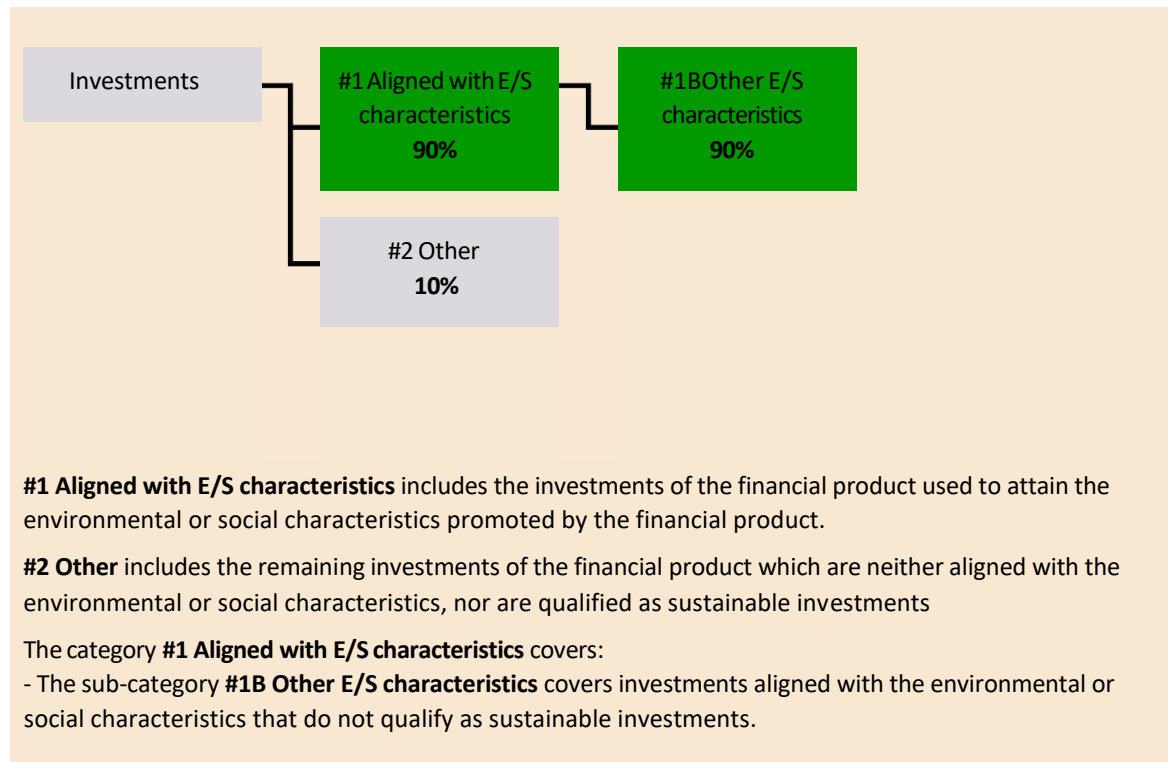 Investments
#1 Aligned with E/S
characteristics
90%
#1BOther E/S
characteristics
90%
#2 Other
10%
#1 Aligned with E/S characteristics includes the investments of the financial product used to attain the
environmental or social characteristics promoted by the financial product.
#2 Other includes the remaining investments of the financial product which are neither aligned with the
environmental or social characteristics, nor are qualified as sustainable investments
The category #1 Aligned with E/S characteristics covers:
- The sub-category #1B Other E/S characteristics covers investments aligned with the environmental or
social characteristics that do not qualify as sustainable investments.